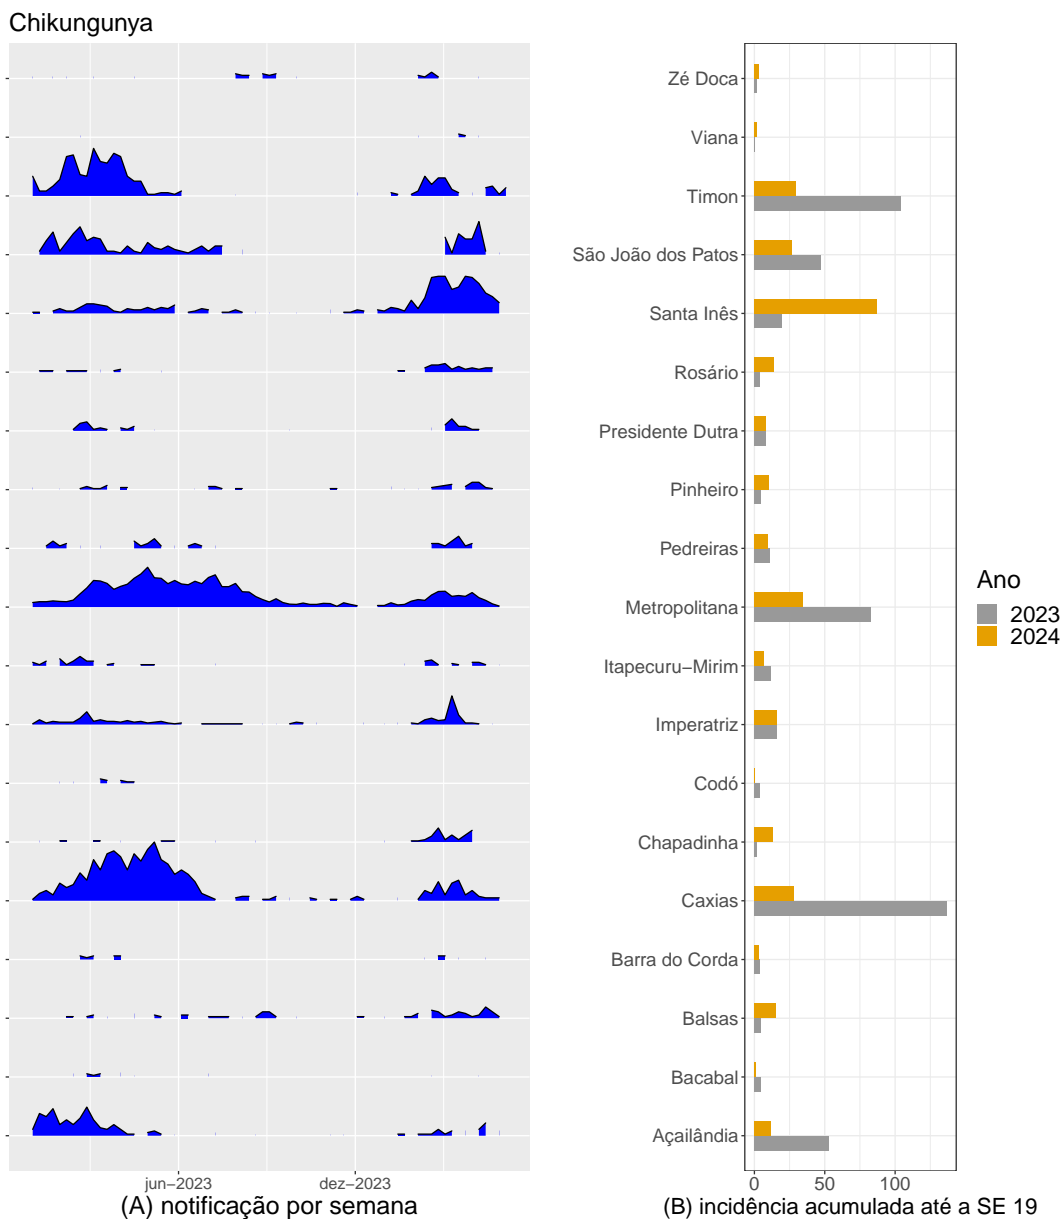 Chikungunya
Zé Doca
Viana
Timon
São João dos Patos
Santa Inês
Rosário
Presidente Dutra
Pinheiro
Pedreiras
Metropolitana
Itapecuru−Mirim
Imperatriz
Codó
Chapadinha
Caxias
Barra do Corda
Balsas
Bacabal
Açailândia
Ano
2023
2024
jun−2023 dez−2023
0 50 100
(A) notificação por semana
(B) incidência acumulada até a SE 19